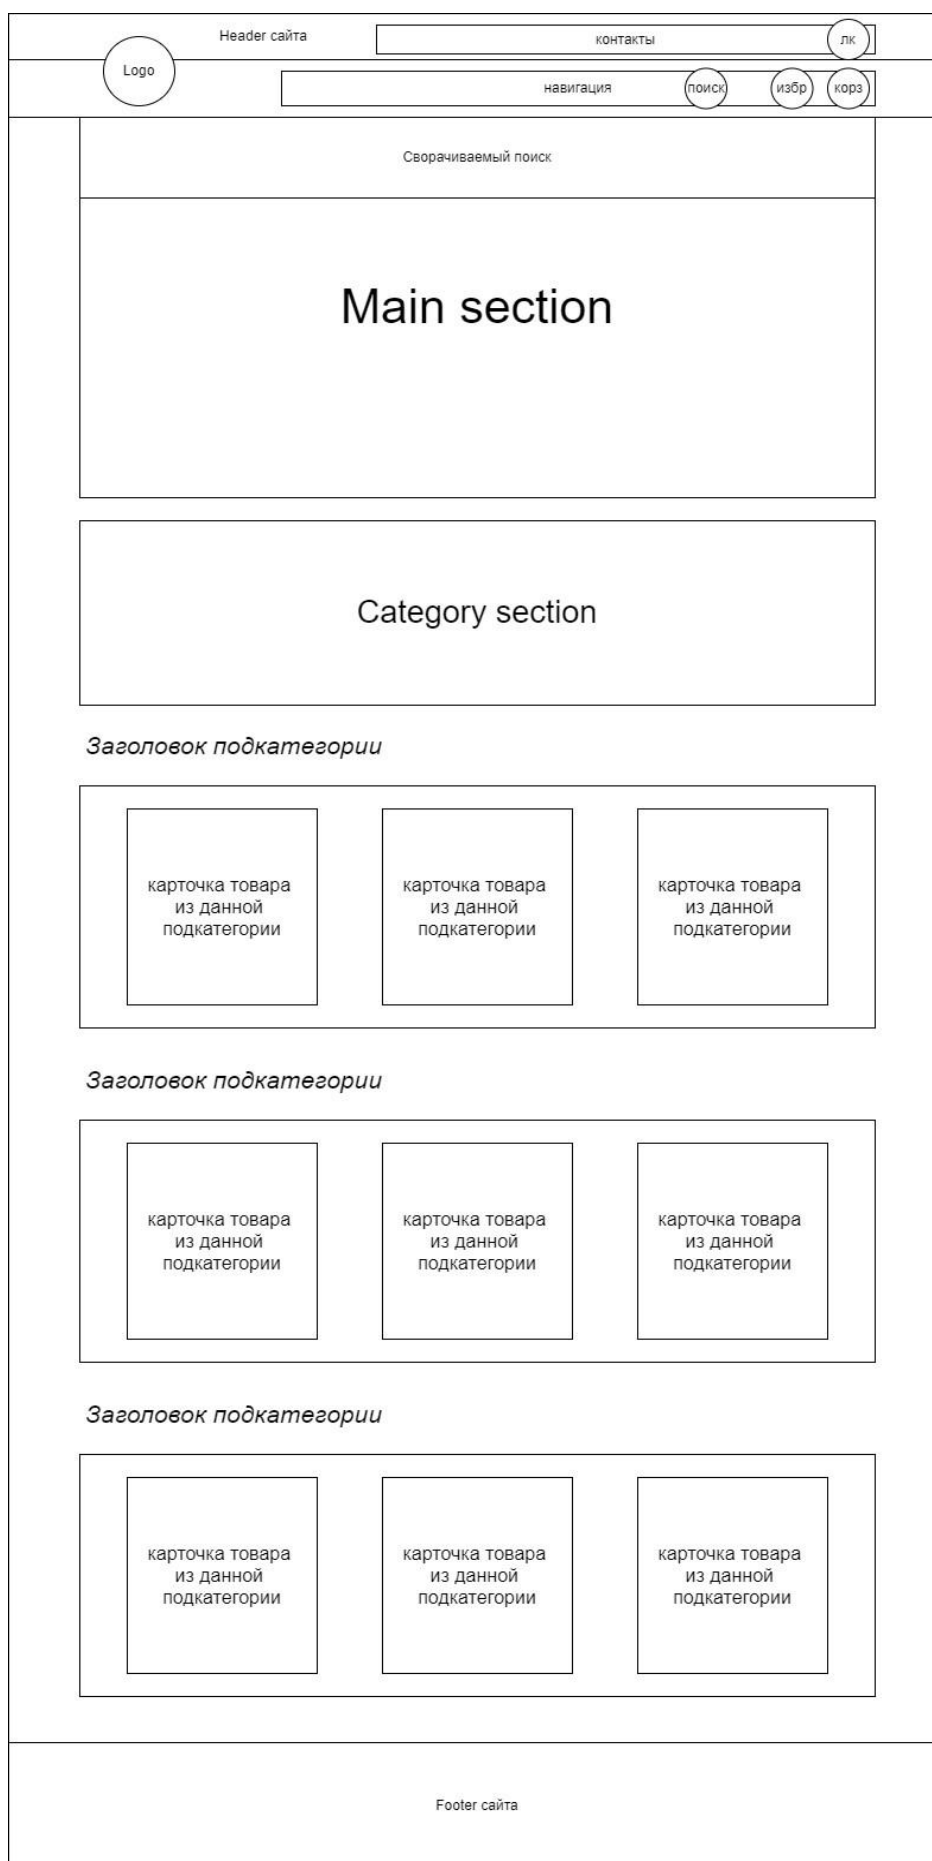 Header сайта
контакты
лк
Logo
навигация
поиск
избр
корз
Сворачиваемый поиск
Main section
Category section
Заголовок подкатегории
карточка товара
из данной
подкатегории
карточка товара
из данной
подкатегории
карточка товара
из данной
подкатегории
Заголовок подкатегории
карточка товара
из данной
подкатегории
карточка товара
из данной
подкатегории
карточка товара
из данной
подкатегории
Заголовок подкатегории
карточка товара
из данной
подкатегории
карточка товара
из данной
подкатегории
карточка товара
из данной
подкатегории
Footer сайта